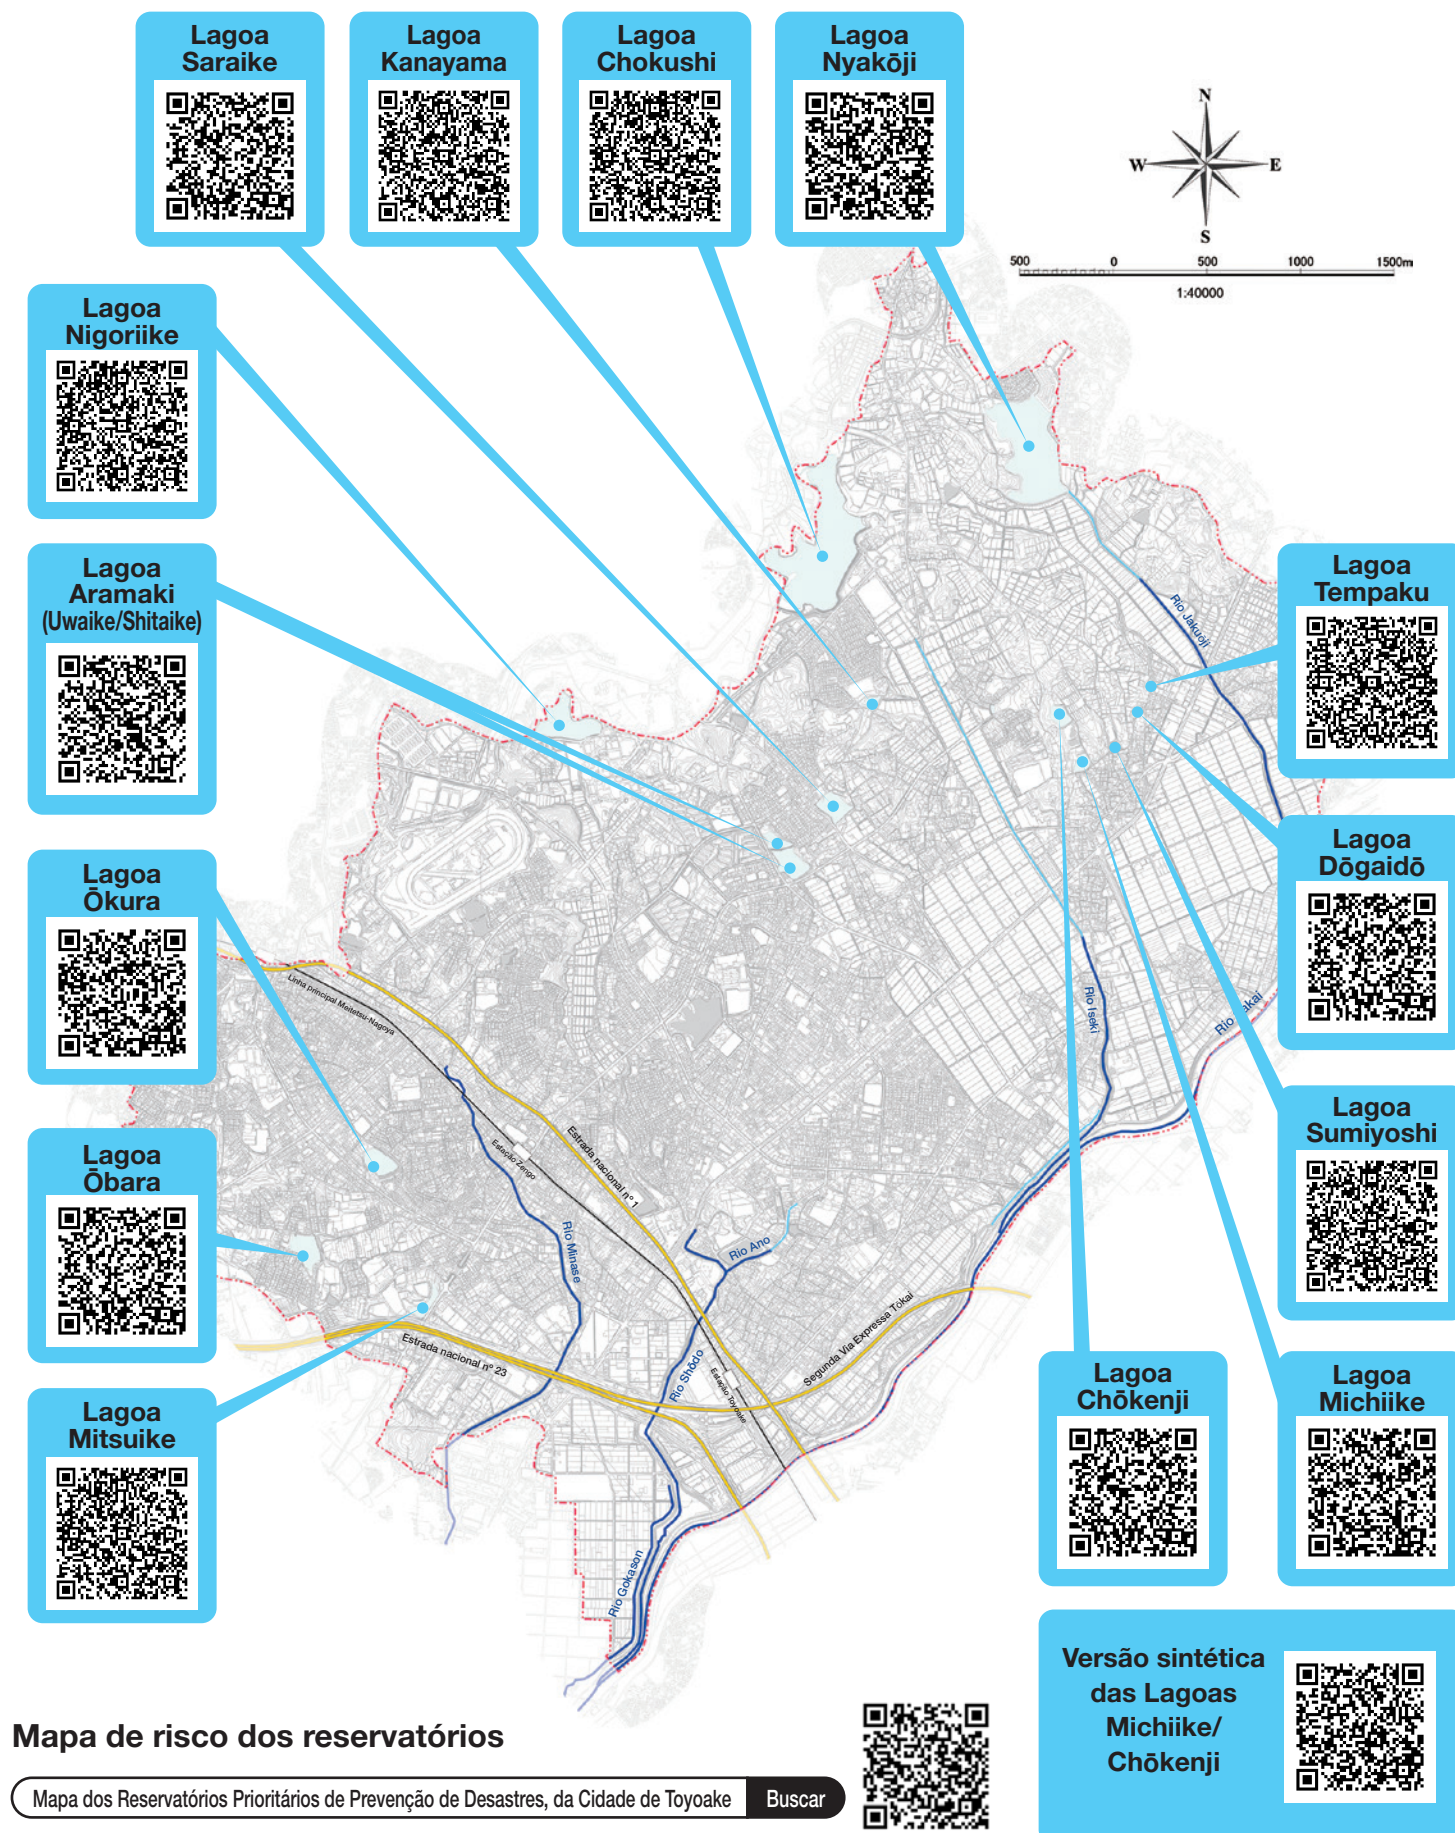 Lagoa
Saraike
Lagoa
Kanayama
Lagoa
Chokushi
Lagoa
Nyakōji
N
W
E
S
500
0
500
1000
1500m
1:40000
Lagoa
Nigoriike
Lagoa
Aramaki
(Uwaike/Shitaike)
Lagoa
Tempaku
Rio Jakuōji
Lagoa
Dōgaidō
Lagoa
Ōkura
Linha principal Meitetsu-Nagoya
Rio Iseki
Rio
Lagoa
Sumiyoshi
Lagoa
Ōbara
Estação Zengo
Estrada nacional nº 1
Rio Minase
Rio Ano
Estrada nacional nº 23
Rio Shōdo
Estação Toyoake
Segunda Via Expressa Tōkai
Lagoa
Chōkenji
Lagoa
Michiike
Lagoa
Mitsuike
Rio Gokason
Versão sintética
das Lagoas
Michiike/
Chōkenji
Mapa de risco dos reservatórios
Mapa dos Reservatórios Prioritários de Prevenção de Desastres, da Cidade de Toyoake
Buscar